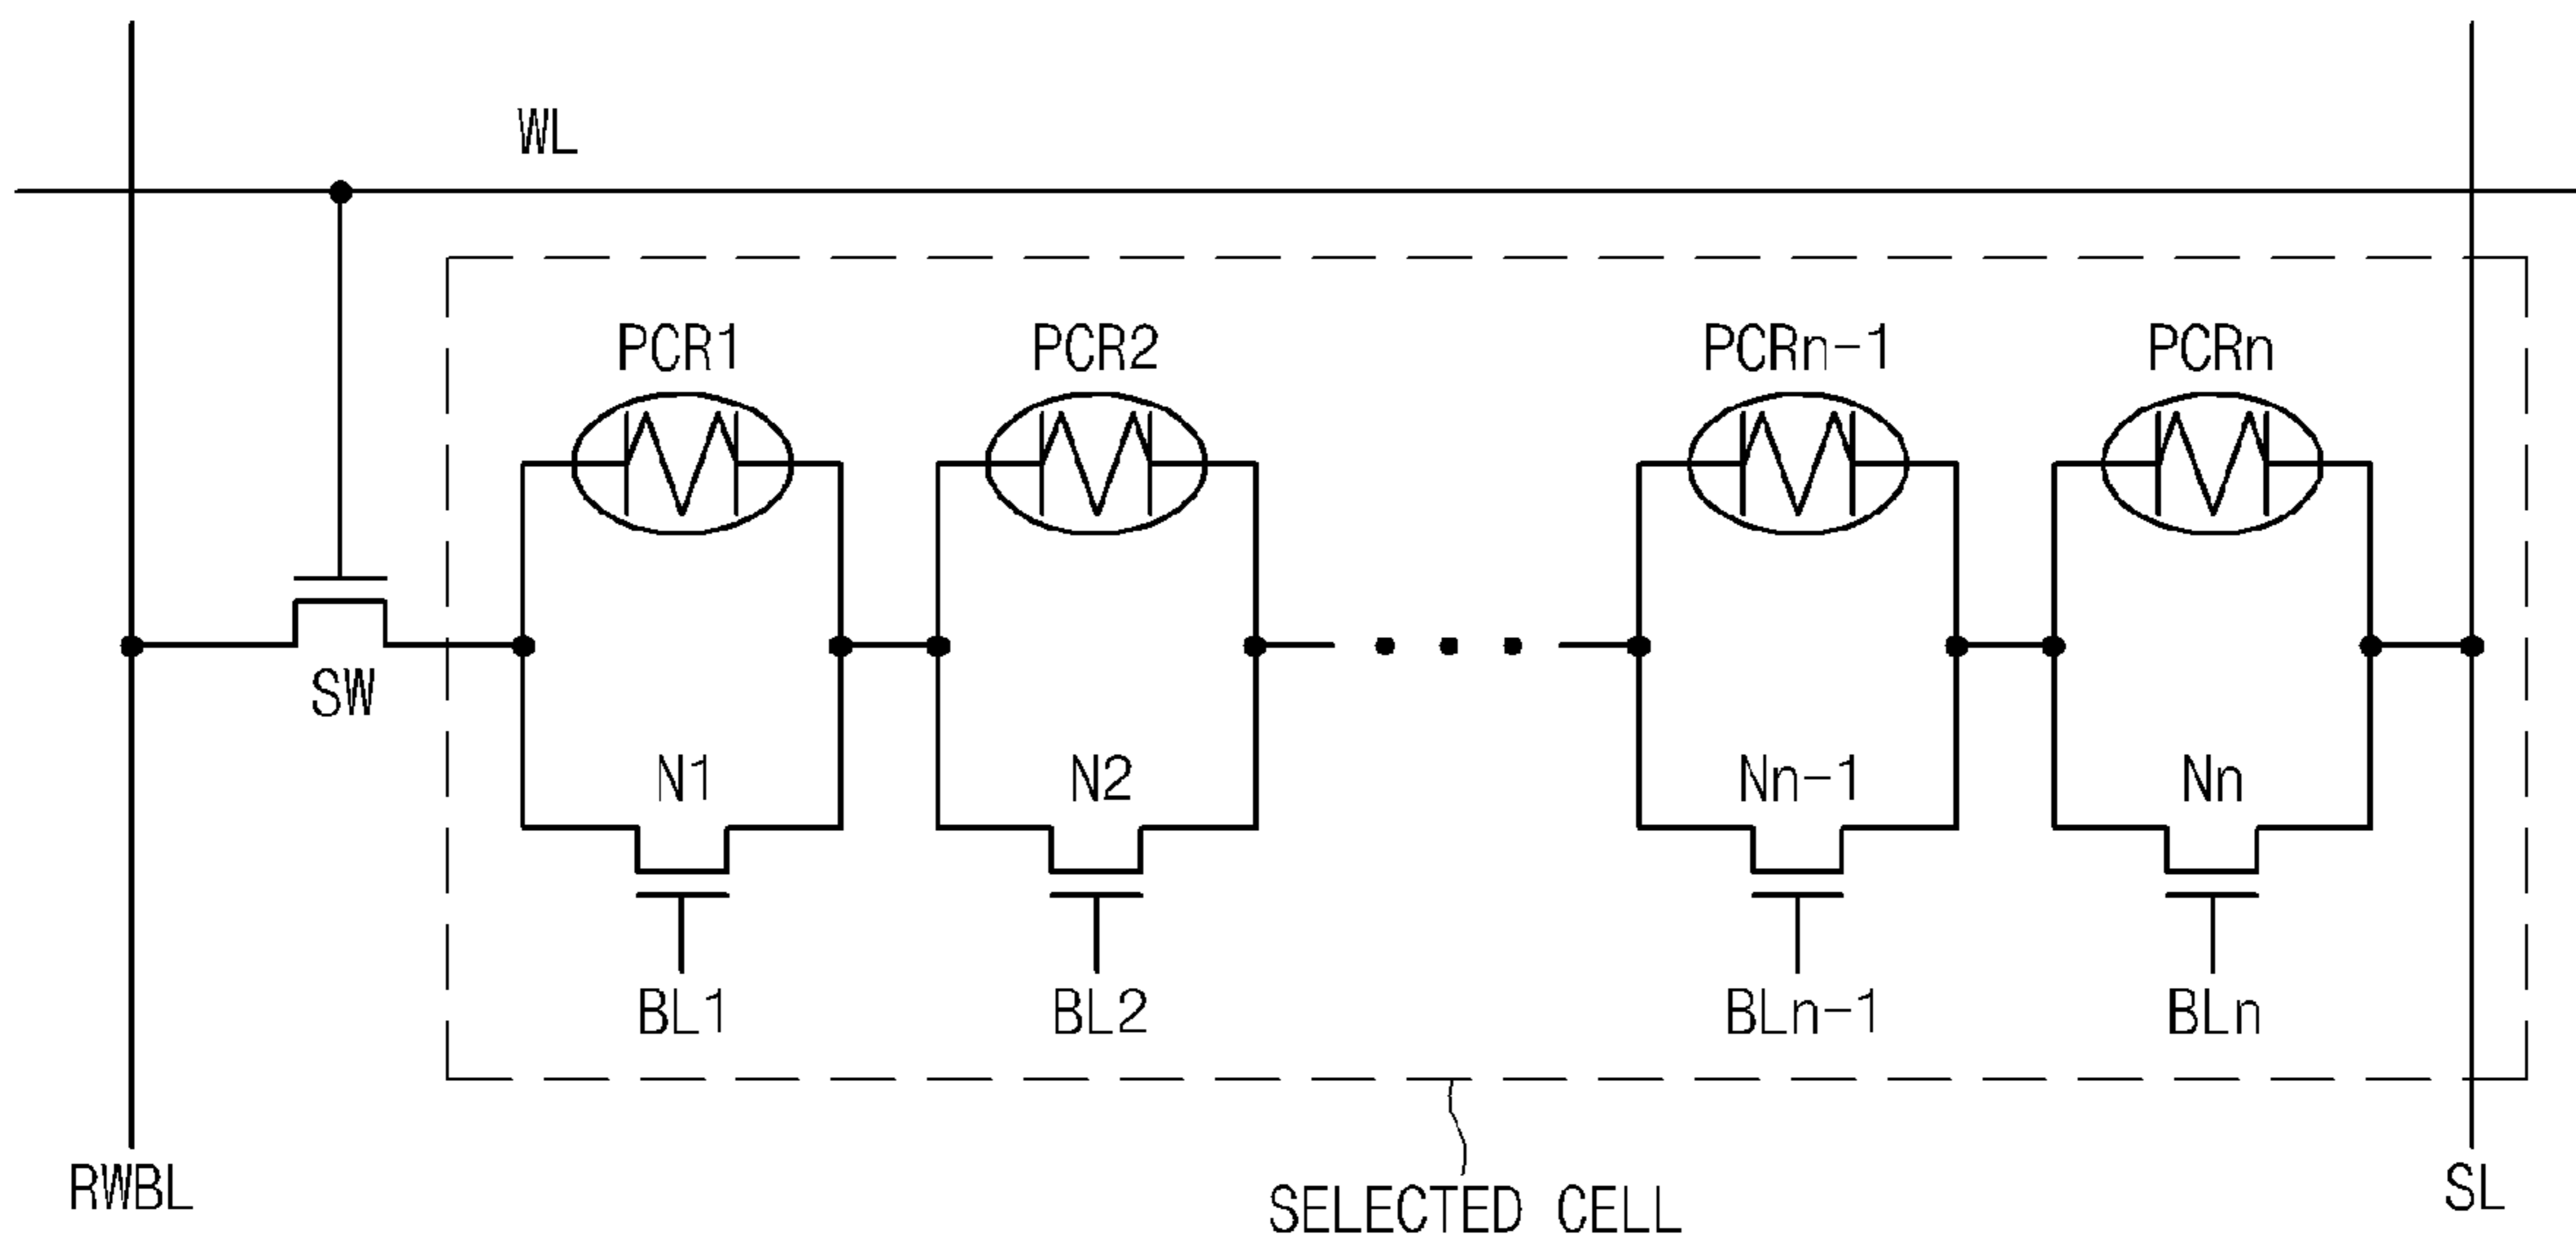 WL
PCR1 PCR2 PCRn-1 PCRn
SW
N1 N2 Nn-1 Nn
BL1 BL2 BLn-1 BLn
RWBL SELECTED CELL SL